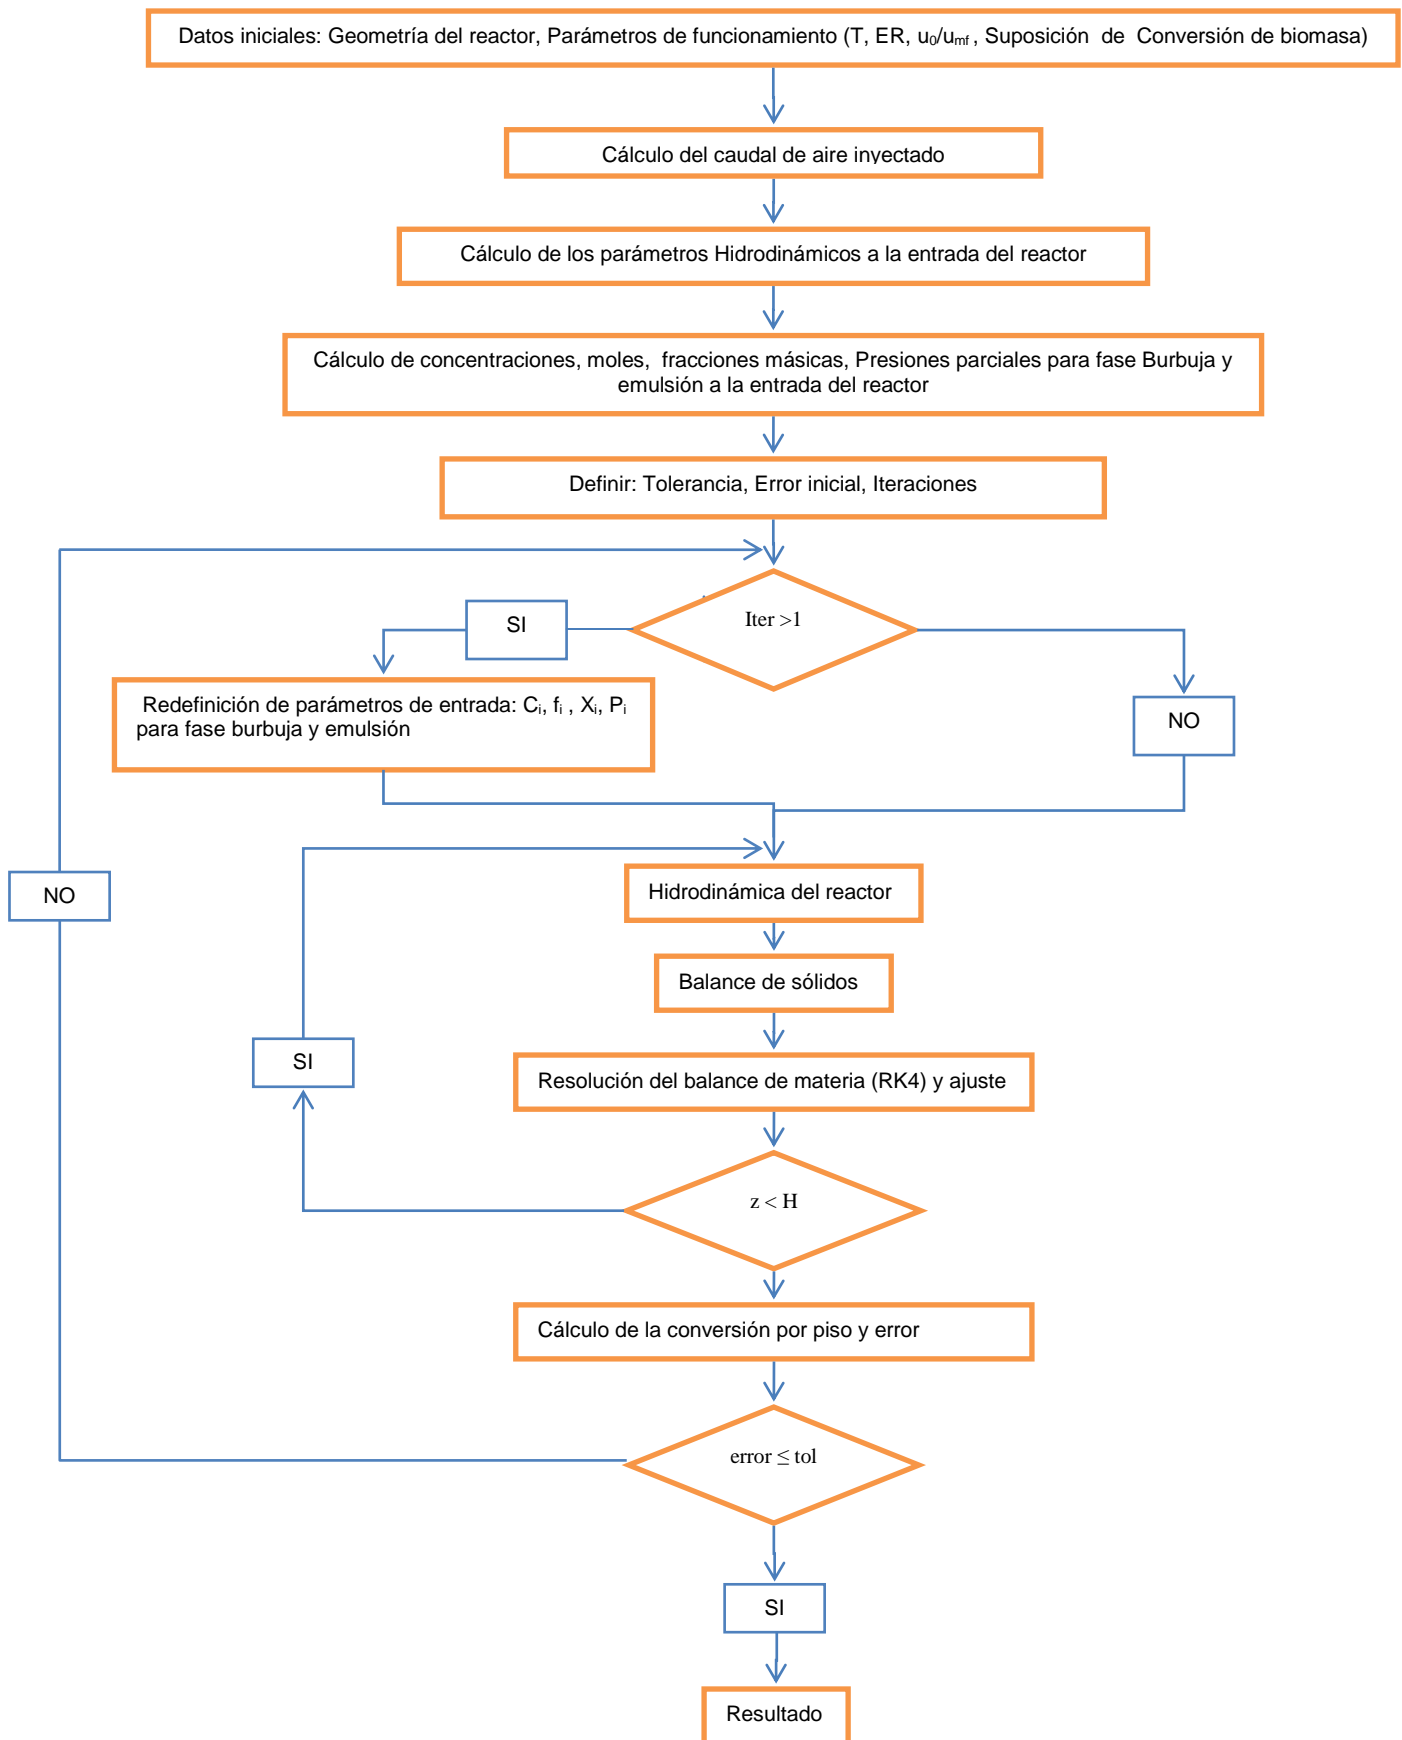 Datos iniciales: Geometría del reactor, Parámetros de funcionamiento (T, ER, u₀/uₘf , Suposición de Conversión de biomasa)
Cálculo del caudal de aire inyectado
Cálculo de los parámetros Hidrodinámicos a la entrada del reactor
Cálculo de concentraciones, moles, fracciones másicas, Presiones parciales para fase Burbuja y
emulsión a la entrada del reactor
Definir: Tolerancia, Error inicial, Iteraciones
Iter >1
SI
Redefinición de parámetros de entrada: Cᵢ, fᵢ , Xᵢ, Pᵢ
para fase burbuja y emulsión
NO
Hidrodinámica del reactor
NO
Balance de sólidos
SI
Resolución del balance de materia (RK4) y ajuste
z < H
Cálculo de la conversión por piso y error
error ≤ tol
SI
Resultado